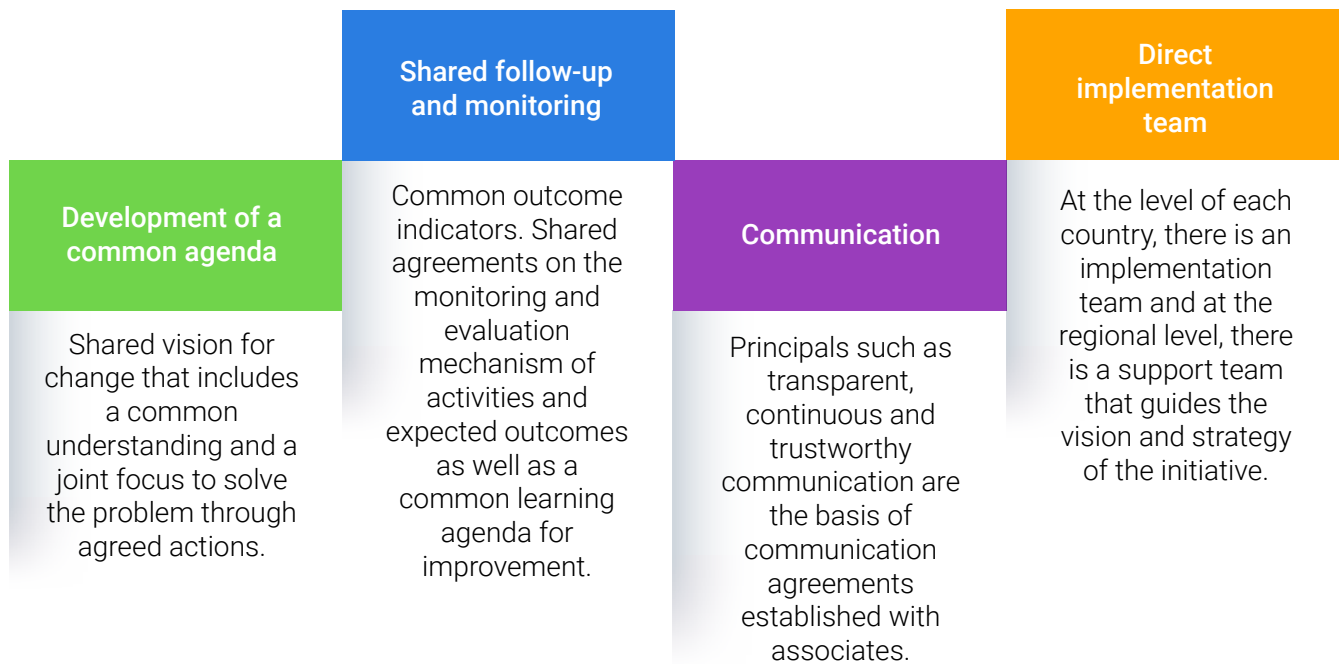 Development of a
common agenda
Shared vision for
change that includes
a common
understanding and a
joint focus to solve
the problem through
agreed actions.
Shared follow-up
and monitoring
Common outcome
indicators. Shared
agreements on the
monitoring and
evaluation
mechanism of
activities and
expected outcomes
as well as a
common learning
agenda for
improvement.
Communication
Principals such as
transparent,
continuous and
trustworthy
communication are
the basis of
communication
agreements
established with
associates.
Direct
implementation
team
At the level of each
country, there is an
implementation
team and at the
regional level, there
is a support team
that guides the
vision and strategy
of the initiative.